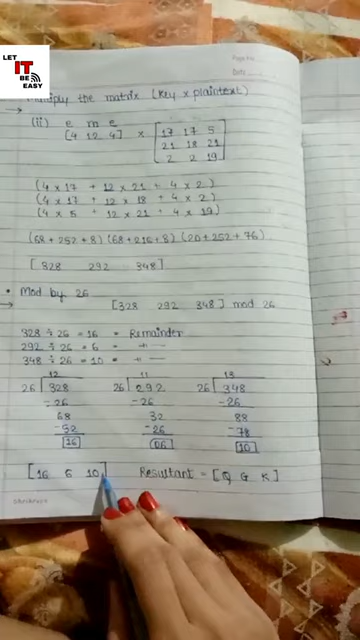 LET
IT
BE
EASY
Page No.
Date
Multiply the matrix (Key x plaintext)
(ii) e m e
[4 12 4] x [17 17 5
21 18 21
2 2 19]
(4 x 17 + 12 x 21 + 4 x 2)
(4 x 17 + 12 x 18 + 4 x 2)
(4 x 5 + 12 x 21 + 4 x 19)
(68 + 252 + 8) (68 + 216 + 8) (20 + 252 + 76)
[328 292 348]
• Mod by 26
→ [328 292 348] mod 26
328 ÷ 26 = 16 = Remainder
292 ÷ 26 = 6 = —"—
348 ÷ 26 = 10 = —"—
12 11 13
26 328 26 292 26 348
-26 -26 -26
68 32 88
-52 -26 -78
16 06 10
[16 6 10] Resultant = [Q G K]